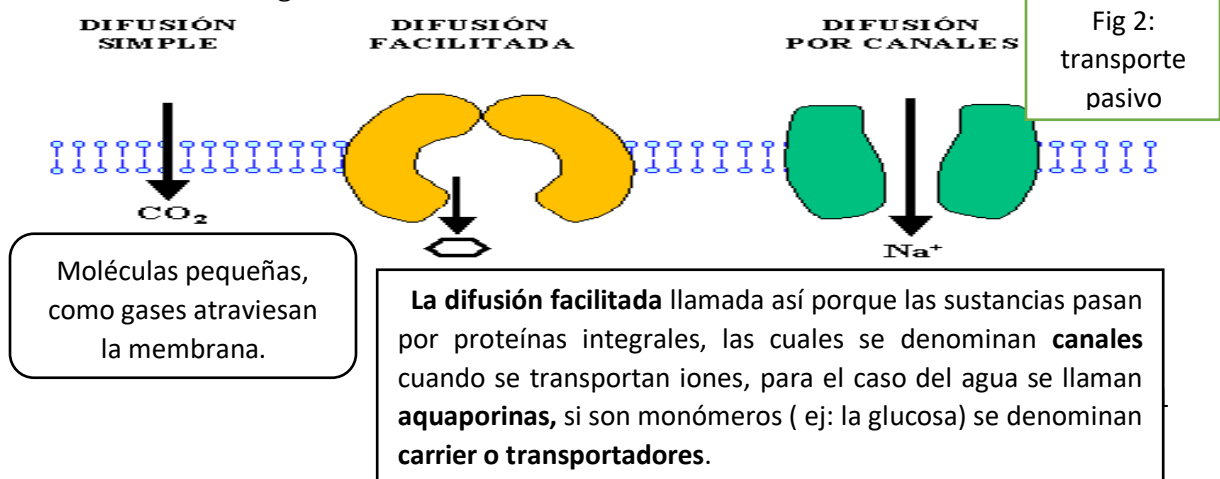 DIFUSIÓN
SIMPLE
DIFUSIÓN
FACILITADA
DIFUSIÓN
POR CANALES
Fig 2:
transporte
pasivo
CO₂
Na⁺
Moléculas pequeñas,
como gases atraviesan
la membrana.
La difusión facilitada llamada así porque las sustancias pasan
por proteínas integrales, las cuales se denominan canales
cuando se transportan iones, para el caso del agua se llaman
aquaporinas, si son monómeros ( ej: la glucosa) se denominan
carrier o transportadores.